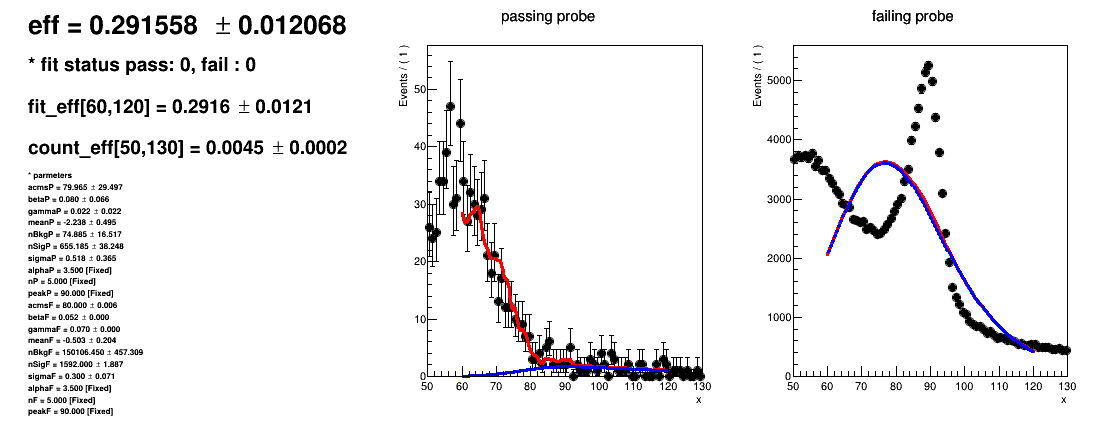 eff = 0.291558 ± 0.012068
* fit status pass: 0, fail : 0
fit_eff[60,120] = 0.2916 ± 0.0121
count_eff[50,130] = 0.0045 ± 0.0002
* parmeters
acmsP = 79.965 ± 29.497
betaP = 0.080 ± 0.066
gammaP = 0.022 ± 0.022
meanP = -2.238 ± 0.495
nBkgP = 74.885 ± 16.517
nSigP = 655.185 ± 38.248
sigmaP = 0.518 ± 0.365
alphaP = 3.500 [Fixed]
nP = 5.000 [Fixed]
peakP = 90.000 [Fixed]
acmsF = 80.000 ± 0.006
betaF = 0.052 ± 0.000
gammaF = 0.070 ± 0.000
meanF = -0.503 ± 0.204
nBkgF = 150106.450 ± 457.309
nSigF = 1592.000 ± 1.887
sigmaF = 0.300 ± 0.071
alphaF = 3.500 [Fixed]
nF = 5.000 [Fixed]
peakF = 90.000 [Fixed]
passing probe
Events / ( 1 )
50
40
30
20
10
0
50 60 70 80 90 100 110 120 130
x
failing probe
Events / ( 1 )
5000
4000
3000
2000
1000
0
50 60 70 80 90 100 110 120 130
x